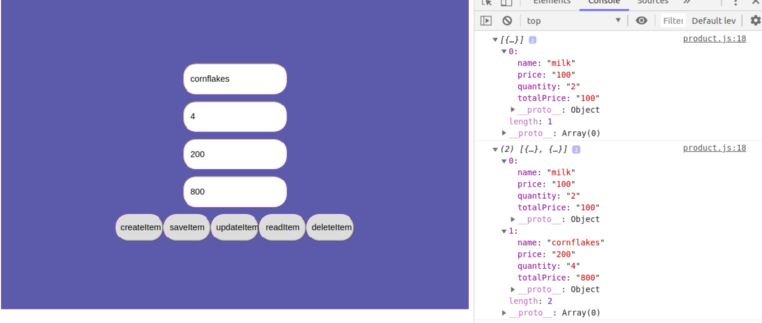 cornflakes
4
200
800
createItem saveItem updateItem readItem deleteItem
Elements Console Sources »
top Filter Default lev
[{…}] i product.js:18
0:
name: "milk"
price: "100"
quantity: "2"
totalPrice: "100"
__proto__: Object
length: 1
__proto__: Array(0)
(2) [{…}, {…}] i product.js:18
0:
name: "milk"
price: "100"
quantity: "2"
totalPrice: "100"
__proto__: Object
1:
name: "cornflakes"
price: "200"
quantity: "4"
totalPrice: "800"
__proto__: Object
length: 2
__proto__: Array(0)